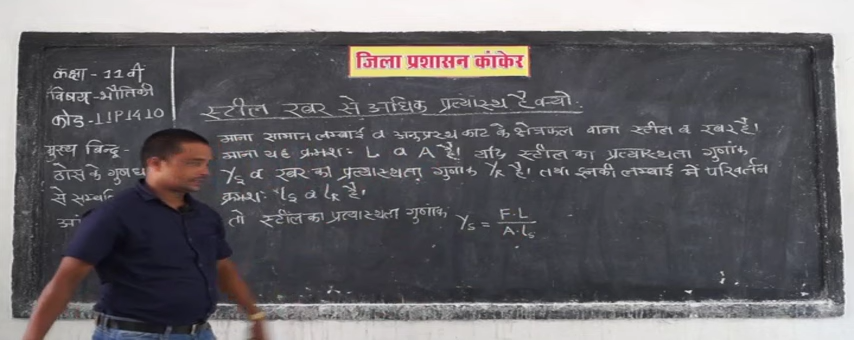 जिला प्रशासन कांकेर
कक्षा - 11वीं
विषय - भौतिकी
कोड - 11P1410
मुख्य बिन्दु -
ठोस के गुणध
से सम्बंधि
स्टील रबर से अधिक प्रत्यास्थ है क्यो:
माना सामान लम्बाई व अनुप्रस्थ काट के क्षेत्रफल वाला स्टील व रबर है।
माना यह क्रमशः L व A है। यदि स्टील का प्रत्यास्थता गुणांक
Ys व रबर का प्रत्यास्थता गुणांक YR है। तथा इनकी लम्बाई में परिवर्तन
क्रमशः ls व lR है।
तो स्टील का प्रत्यास्थता गुणांक Ys = F·L / A·ls